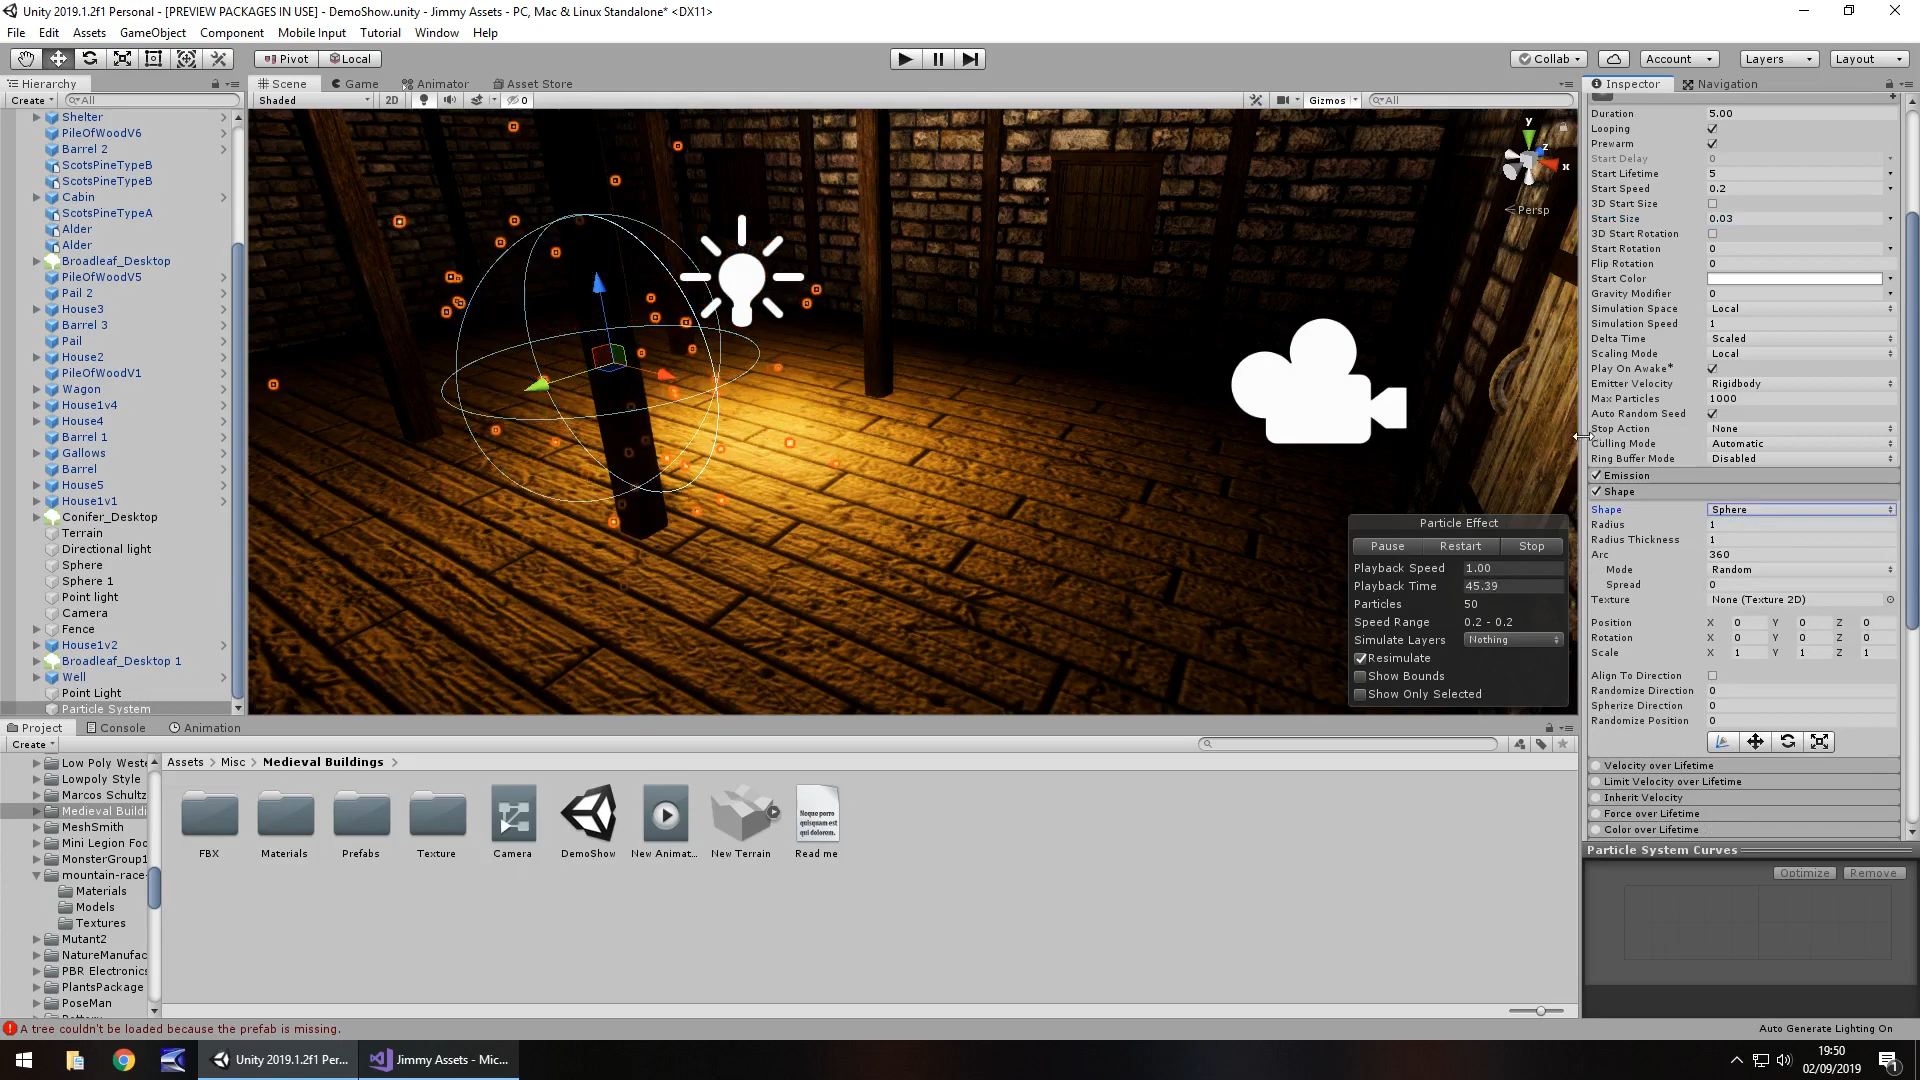 Unity 2019.1.2f1 Personal - [PREVIEW PACKAGES IN USE] - DemoShow.unity - Jimmy Assets - PC, Mac & Linux Standalone* <DX11>
File Edit Assets GameObject Component Mobile Input Tutorial Window Help
Pivot Local Collab Account Layers Layout
Hierarchy
Create All
Shelter
PileOfWoodV6
Barrel 2
ScotsPineTypeB
ScotsPineTypeB
Cabin
ScotsPineTypeA
Alder
Alder
Broadleaf_Desktop
PileOfWoodV5
Pail 2
House3
Barrel 3
Pail
House2
PileOfWoodV1
Wagon
House1v4
House4
Barrel 1
Gallows
Barrel
House5
House1v1
Conifer_Desktop
Terrain
Directional light
Sphere
Sphere 1
Point light
Camera
Fence
House1v2
Broadleaf_Desktop 1
Well
Point Light
Particle System
Scene Game Animator Asset Store
Shaded 2D 0 Gizmos All
y
z
x
Persp
Particle Effect
Pause Restart Stop
Playback Speed 1.00
Playback Time 45.39
Particles 50
Speed Range 0.2 - 0.2
Simulate Layers Nothing
Resimulate
Show Bounds
Show Only Selected
Inspector Navigation
Duration 5.00
Looping
Prewarm
Start Delay 0
Start Lifetime 5
Start Speed 0.2
3D Start Size
Start Size 0.03
3D Start Rotation
Start Rotation 0
Flip Rotation 0
Start Color
Gravity Modifier 0
Simulation Space Local
Simulation Speed 1
Delta Time Scaled
Scaling Mode Local
Play On Awake*
Emitter Velocity Rigidbody
Max Particles 1000
Auto Random Seed
Stop Action None
Culling Mode Automatic
Ring Buffer Mode Disabled
Emission
Shape
Shape Sphere
Radius 1
Radius Thickness 1
Arc 360
Mode Random
Spread 0
Texture None (Texture 2D)
Position X 0 Y 0 Z 0
Rotation X 0 Y 0 Z 0
Scale X 1 Y 1 Z 1
Align To Direction
Randomize Direction 0
Spherize Direction 0
Randomize Position 0
Velocity over Lifetime
Limit Velocity over Lifetime
Inherit Velocity
Force over Lifetime
Color over Lifetime
Particle System Curves
Optimize Remove
Project Console Animation
Create
Low Poly Weste
Lowpoly Style
Marcos Schultz
Medieval Buildi
MeshSmith
Mini Legion Foo
MonsterGroup1
mountain-race-
Materials
Models
Textures
Mutant2
NatureManufac
PBR Electronics
PlantsPackage
PoseMan
Assets > Misc > Medieval Buildings >
Neque porro quisquam est qui dolorem.
FBX Materials Prefabs Texture Camera DemoShow New Animat... New Terrain Read me
A tree couldn't be loaded because the prefab is missing.
Auto Generate Lighting On
Unity 2019.1.2f1 Per...
Jimmy Assets - Mic...
19:50
02/09/2019
1